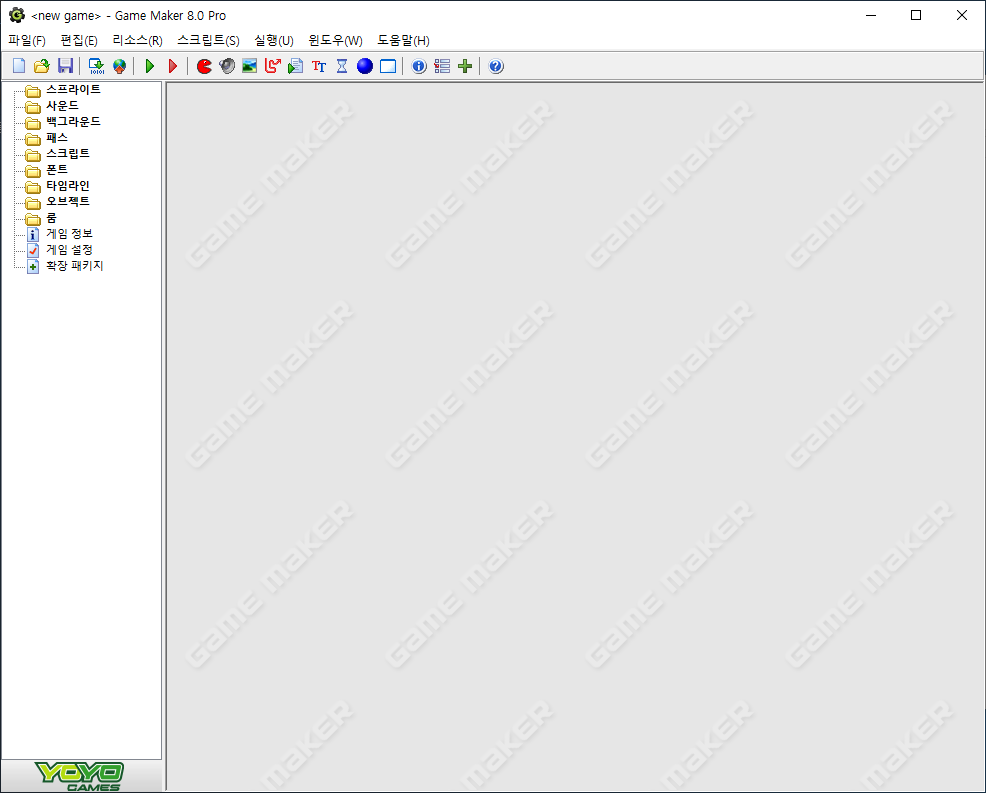 <new game> - Game Maker 8.0 Pro
파일(F) 편집(E) 리소스(R) 스크립트(S) 실행(U) 윈도우(W) 도움말(H)
스프라이트
사운드
백그라운드
패스
스크립트
폰트
타임라인
오브젝트
룸
게임 정보
게임 설정
확장 패키지
GAME MAKER GAME MAKER GAME MAKER GAME MAKER
GAME MAKER GAME MAKER GAME MAKER GAME MAKER
GAME MAKER GAME MAKER GAME MAKER GAME MAKER
GAME MAKER GAME MAKER GAME MAKER GAME MAKER
YOYO
GAMES